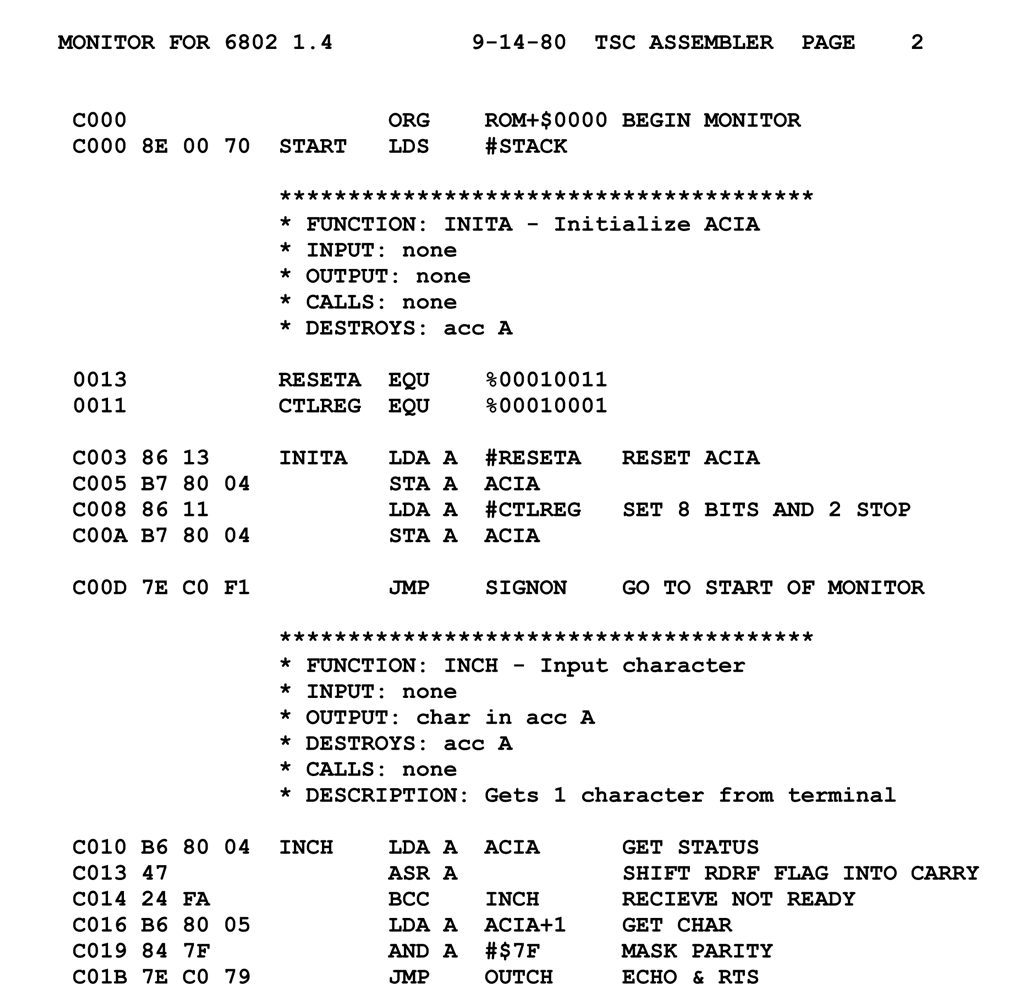 MONITOR FOR 6802 1.4          9-14-80  TSC ASSEMBLER  PAGE    2
C000                   ORG    ROM+$0000 BEGIN MONITOR
C000 8E 00 70  START   LDS    #STACK
***************************************
* FUNCTION: INITA - Initialize ACIA
* INPUT: none
* OUTPUT: none
* CALLS: none
* DESTROYS: acc A
0013           RESETA  EQU    %00010011
0011           CTLREG  EQU    %00010001
C003 86 13     INITA   LDA A  #RESETA   RESET ACIA
C005 B7 80 04          STA A  ACIA
C008 86 11             LDA A  #CTLREG   SET 8 BITS AND 2 STOP
C00A B7 80 04          STA A  ACIA
C00D 7E C0 F1          JMP    SIGNON    GO TO START OF MONITOR
***************************************
* FUNCTION: INCH - Input character
* INPUT: none
* OUTPUT: char in acc A
* DESTROYS: acc A
* CALLS: none
* DESCRIPTION: Gets 1 character from terminal
C010 B6 80 04  INCH    LDA A  ACIA      GET STATUS
C013 47                ASR A            SHIFT RDRF FLAG INTO CARRY
C014 24 FA             BCC    INCH      RECIEVE NOT READY
C016 B6 80 05          LDA A  ACIA+1    GET CHAR
C019 84 7F             AND A  #$7F      MASK PARITY
C01B 7E C0 79          JMP    OUTCH     ECHO & RTS